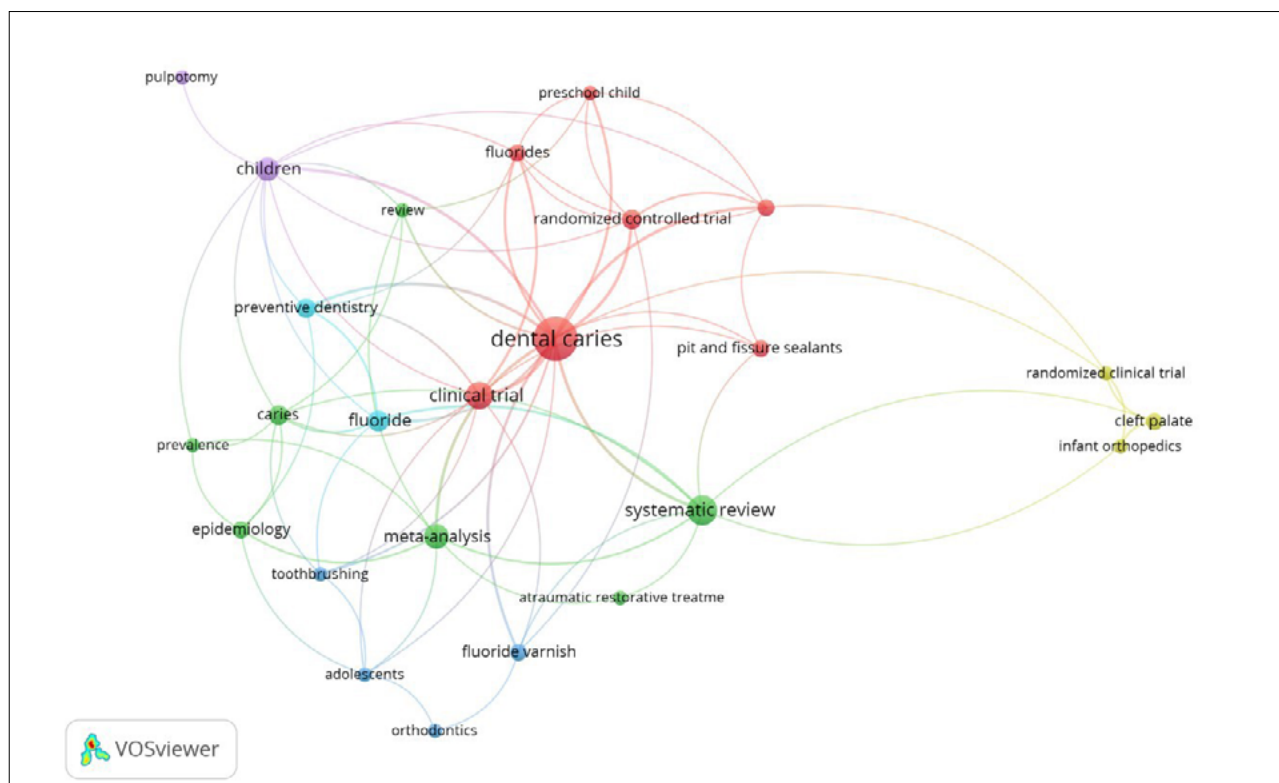 pulpotomy
preschool child
fluorides
children
review
randomized controlled trial
preventive dentistry
dental caries
pit and fissure sealants
randomized clinical trial
clinical trial
caries
fluoride
cleft palate
prevalence
infant orthopedics
systematic review
epidemiology
meta-analysis
toothbrushing
atraumatic restorative treatme
fluoride varnish
adolescents
orthodontics
VOSviewer